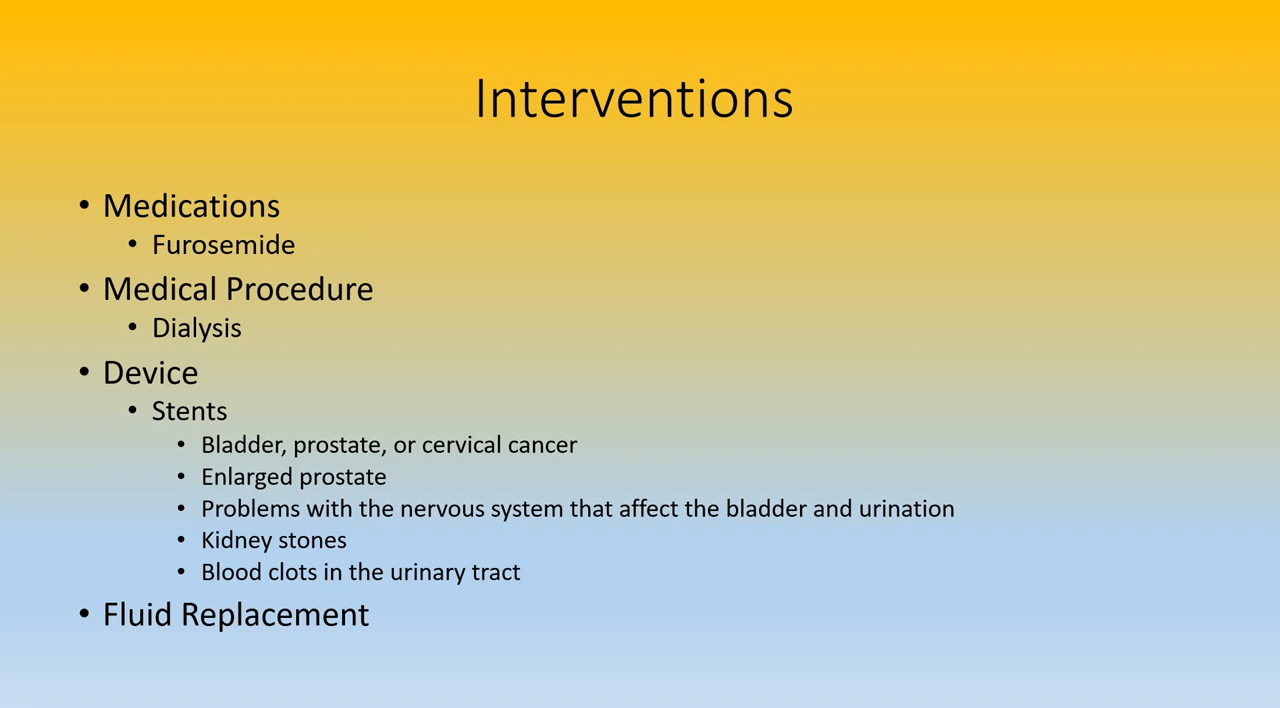 Interventions
• Medications
• Furosemide
• Medical Procedure
• Dialysis
• Device
• Stents
• Bladder, prostate, or cervical cancer
• Enlarged prostate
• Problems with the nervous system that affect the bladder and urination
• Kidney stones
• Blood clots in the urinary tract
• Fluid Replacement